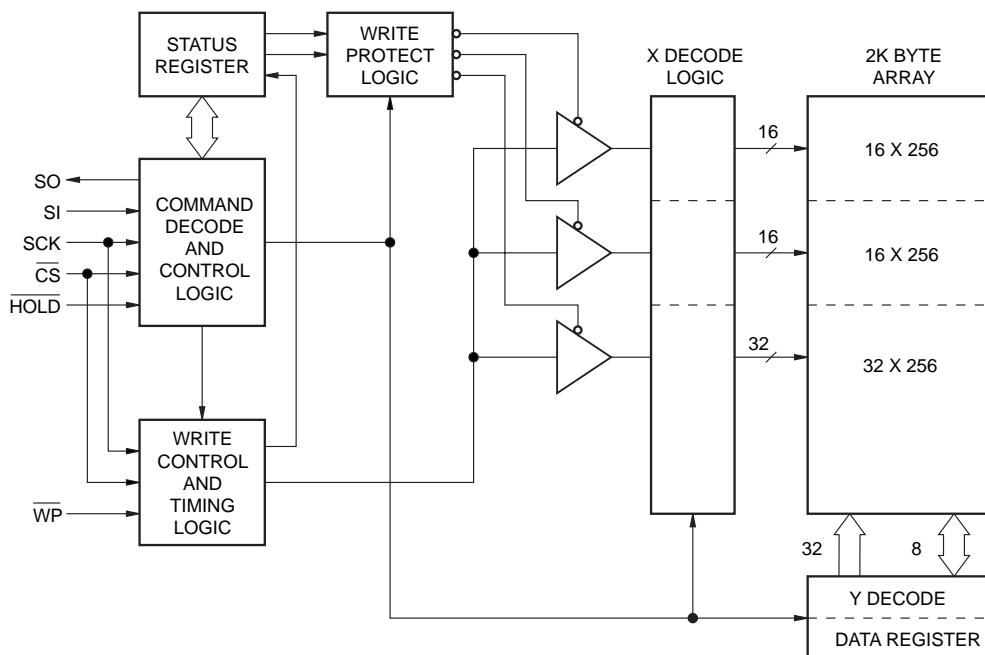 STATUS
REGISTER
WRITE
PROTECT
LOGIC
X DECODE
LOGIC
2K BYTE
ARRAY
SO
SI
SCK
CS
HOLD
WP
COMMAND
DECODE
AND
CONTROL
LOGIC
WRITE
CONTROL
AND
TIMING
LOGIC
16
16 X 256
16
16 X 256
32
32 X 256
32
8
Y DECODE
DATA REGISTER